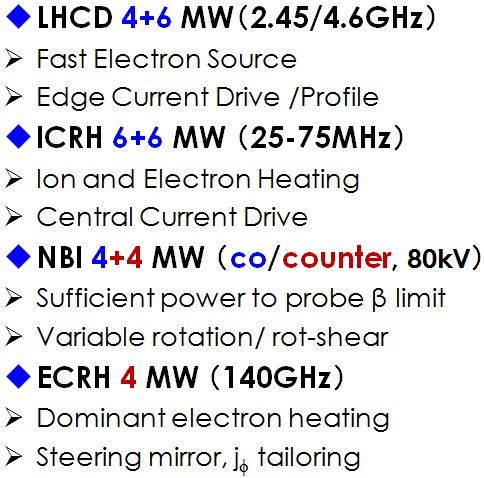 ◆LHCD 4+6 MW(2.45/4.6GHz)
➢ Fast Electron Source
➢ Edge Current Drive /Profile
◆ICRH 6+6 MW (25-75MHz)
➢ Ion and Electron Heating
➢ Central Current Drive
◆NBI 4+4 MW (co/counter, 80kV)
➢ Sufficient power to probe β limit
➢ Variable rotation/ rot-shear
◆ECRH 4 MW (140GHz)
➢ Dominant electron heating
➢ Steering mirror, jϕ tailoring